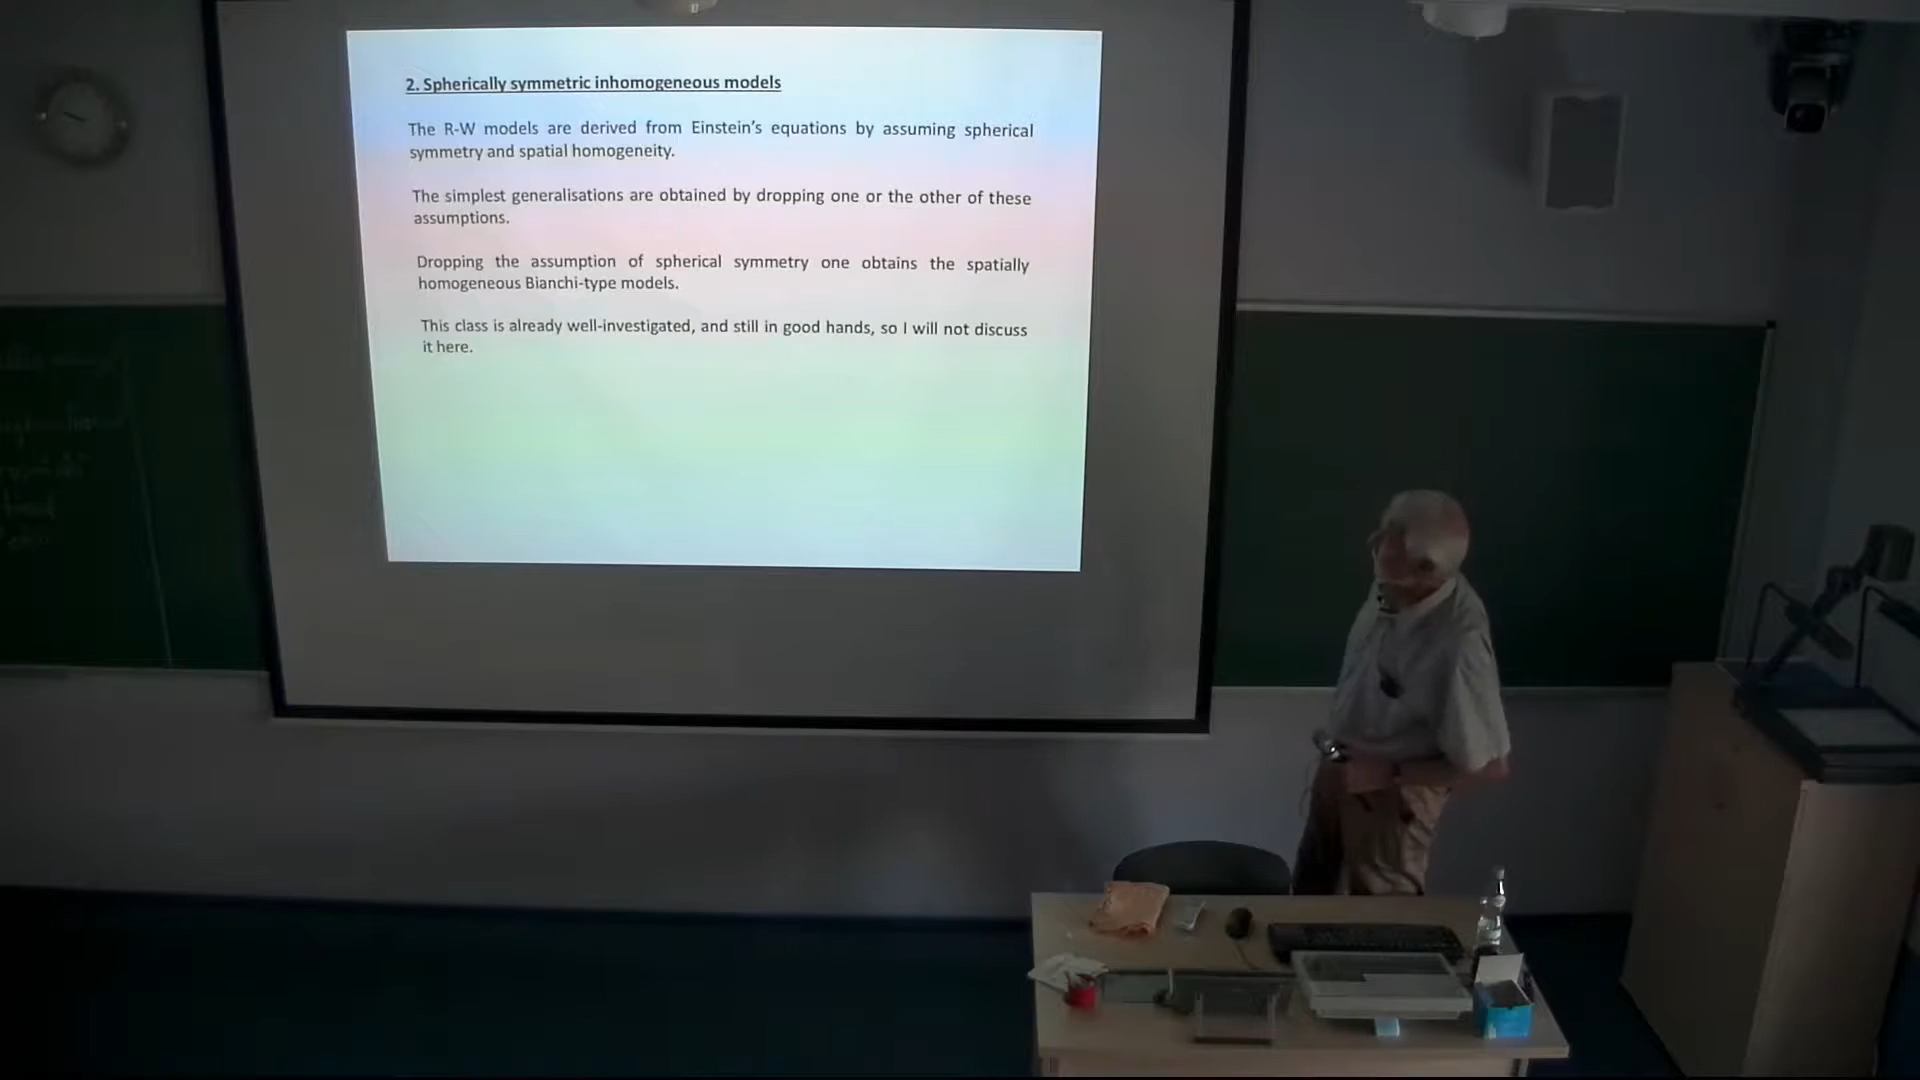 2. Spherically symmetric inhomogeneous models
The R-W models are derived from Einstein's equations by assuming spherical
symmetry and spatial homogeneity.
The simplest generalisations are obtained by dropping one or the other of these
assumptions.
Dropping the assumption of spherical symmetry one obtains the spatially
homogeneous Bianchi-type models.
This class is already well-investigated, and still in good hands, so I will not discuss
it here.